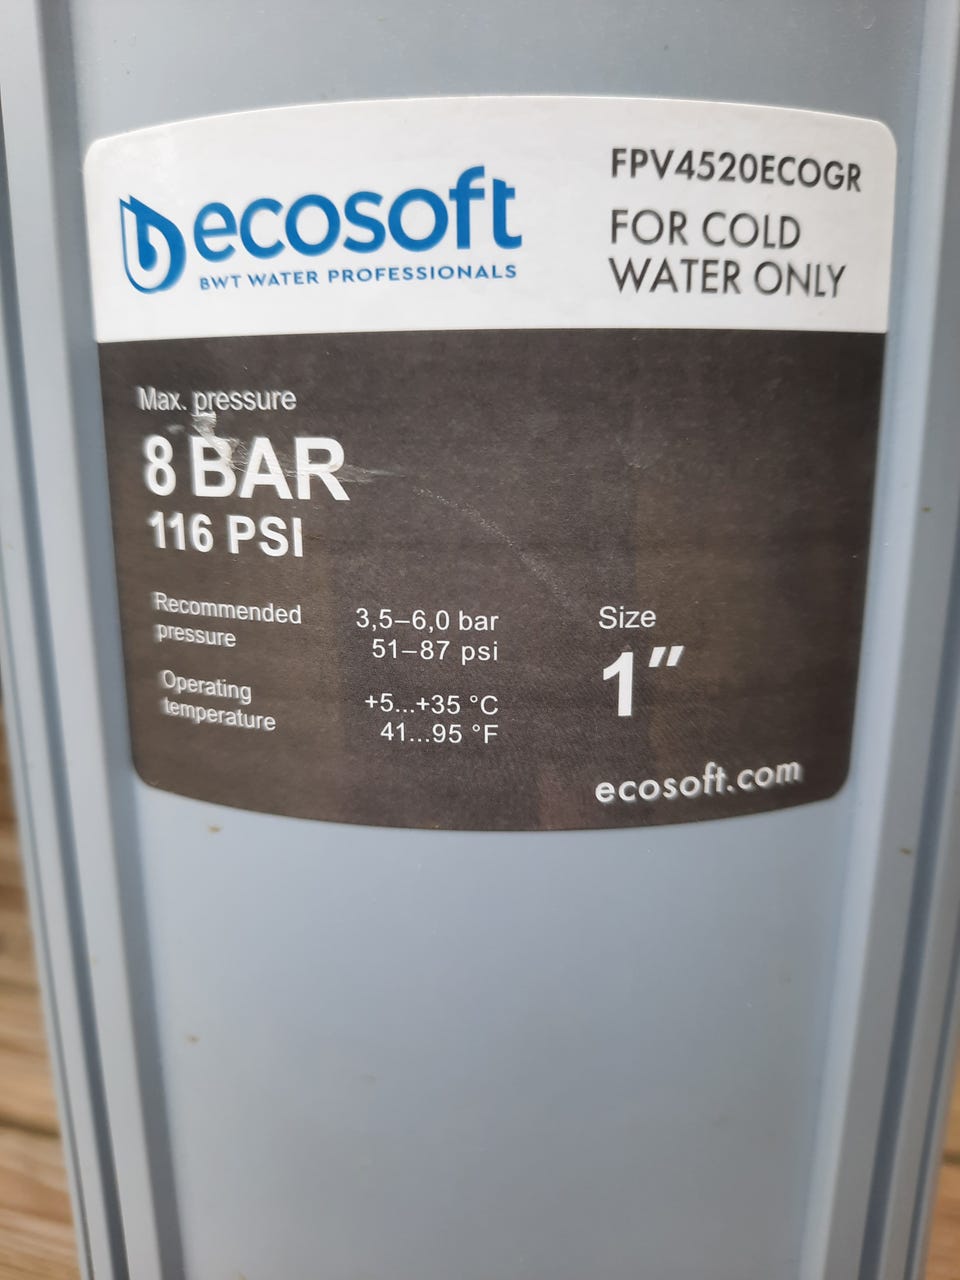 ecosoft
BWT WATER PROFESSIONALS
FPV4520ECOGR
FOR COLD
WATER ONLY
Max. pressure
8 BAR
116 PSI
Recommended
pressure
3,5–6,0 bar
51–87 psi
Operating
temperature
+5...+35 °C
41...95 °F
Size
1″
ecosoft.com